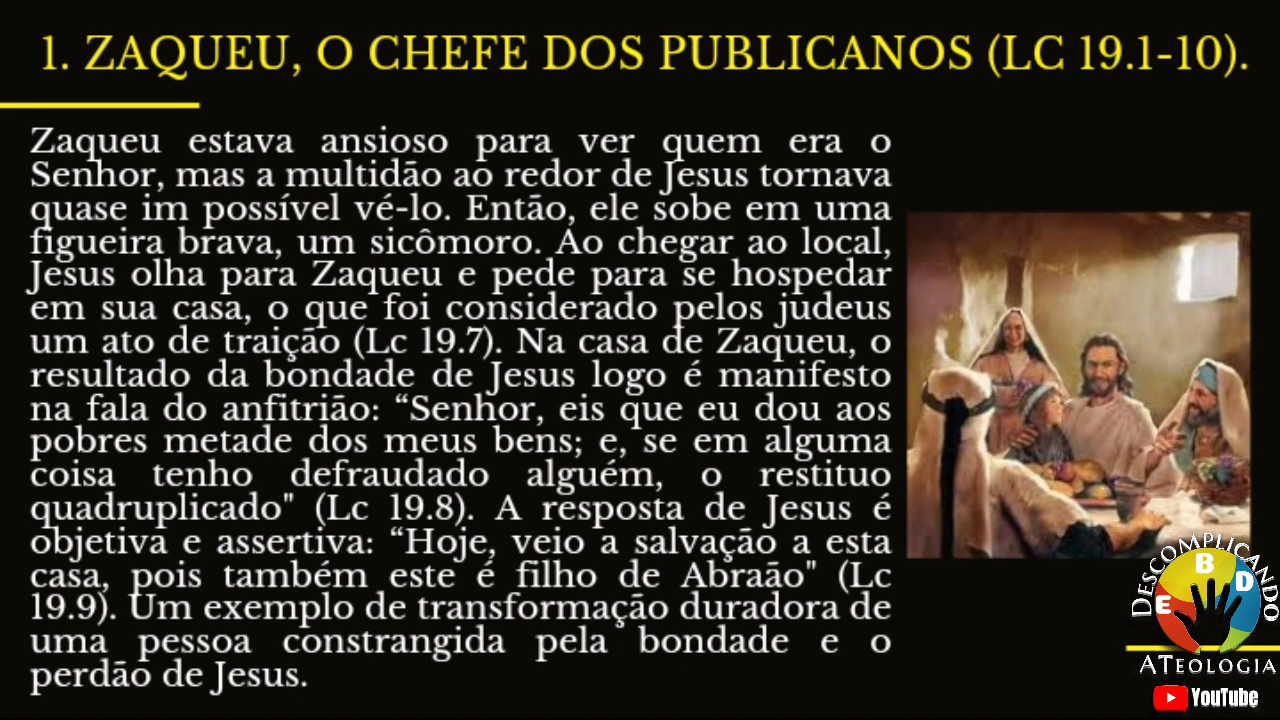 1. ZAQUEU, O CHEFE DOS PUBLICANOS (LC 19.1-10).
Zaqueu estava ansioso para ver quem era o
Senhor, mas a multidão ao redor de Jesus tornava
quase im possível vé-lo. Então, ele sobe em uma
figueira brava, um sicômoro. Ao chegar ao local,
Jesus olha para Zaqueu e pede para se hospedar
em sua casa, o que foi considerado pelos judeus
um ato de traição (Lc 19.7). Na casa de Zaqueu, o
resultado da bondade de Jesus logo é manifesto
na fala do anfitrião: “Senhor, eis que eu dou aos
pobres metade dos meus bens; e, se em alguma
coisa tenho defraudado alguém, o restituo
quadruplicado" (Lc 19.8). A resposta de Jesus é
objetiva e assertiva: “Hoje, veio a salvação a esta
casa, pois também este é filho de Abraão" (Lc
19.9). Um exemplo de transformação duradora de
uma pessoa constrangida pela bondade e o
perdão de Jesus.
DESCOMPLICANDO
EBD
ATEOLOGIA
YouTube